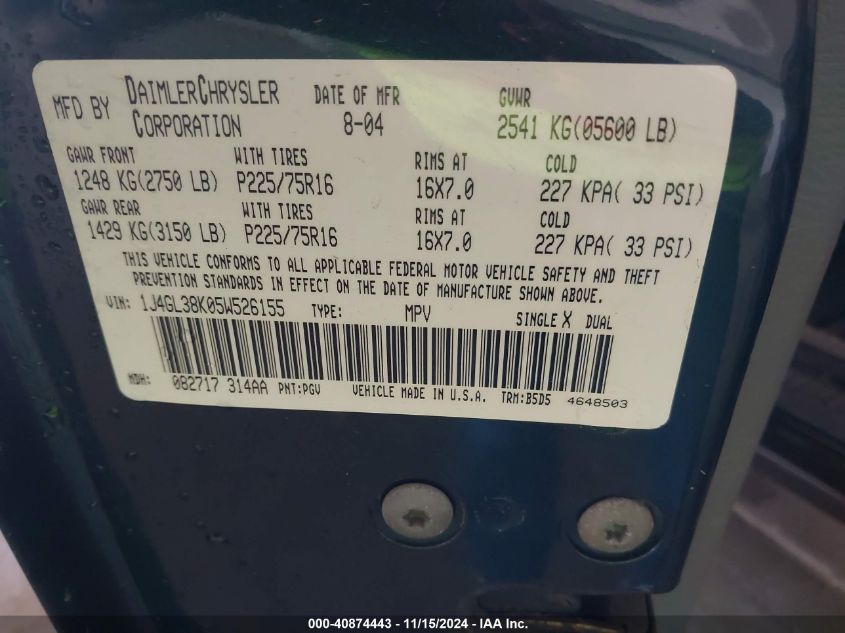 MFD BY DAIMLERCHRYSLER CORPORATION DATE OF MFR 8-04 GVWR 2541 KG(05600 LB)
GAWR FRONT WITH TIRES RIMS AT COLD
1248 KG(2750 LB) P225/75R16 16X7.0 227 KPA( 33 PSI)
GAWR REAR WITH TIRES RIMS AT COLD
1429 KG(3150 LB) P225/75R16 16X7.0 227 KPA( 33 PSI)
THIS VEHICLE CONFORMS TO ALL APPLICABLE FEDERAL MOTOR VEHICLE SAFETY AND THEFT
PREVENTION STANDARDS IN EFFECT ON THE DATE OF MANUFACTURE SHOWN ABOVE.
VIN: 1J4GL38K05W526155 TYPE: MPV SINGLE X DUAL
MDH: 082717 314AA PNT:PGV VEHICLE MADE IN U.S.A. TRM:B5D5 4648503
000-40874443 - 11/15/2024 - IAA Inc.